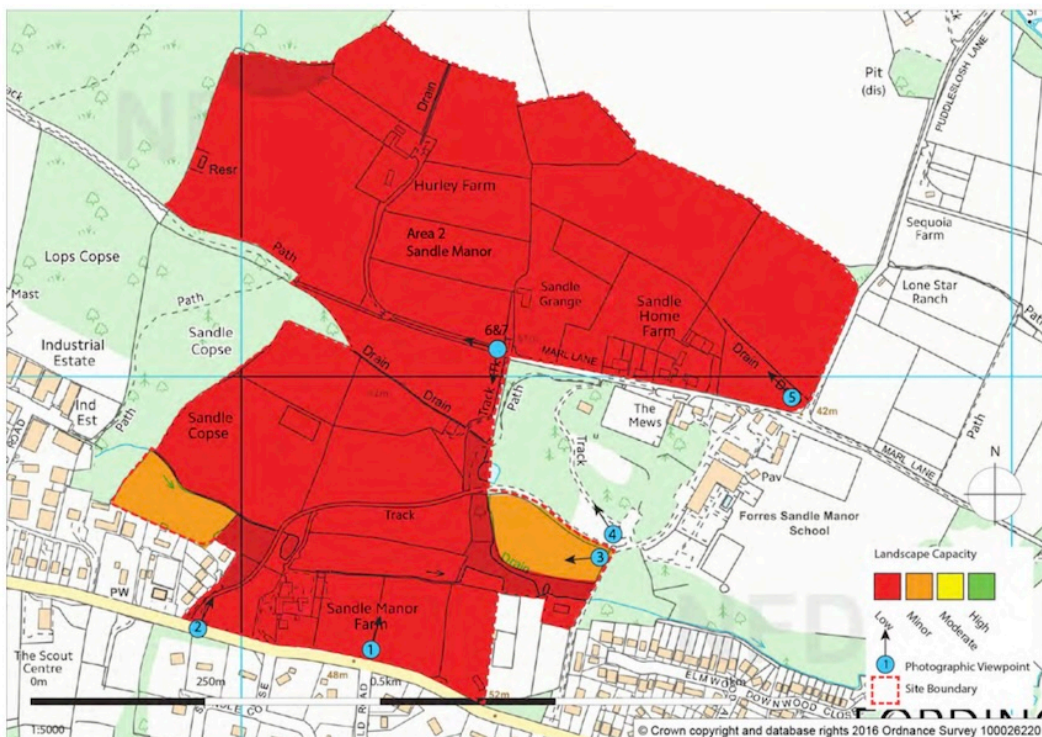 Pit
(dis)
PUDDLESLOSH LANE
Drain
Resr
Hurley Farm
Area 2
Sandle Manor
Sequoia
Farm
Lops Copse
Path
Lone Star
Ranch
Path
Mast
Path
Sandle
Grange
Sandle
Home
Farm
Sandle
Copse
6&7
Industrial
Estate
MARL LANE
Drain
Drain
Drain
Track
Path
5
42m
Ind
Est
Path
Sandle
Copse
The
Mews
Path
MARL LANE
N
Track
Pav
Track
Forres Sandle Manor
School
4
3
Drain
Landscape Capacity
Low
Minor
Moderate
High
PW
2
Sandle Manor
Farm
1
1
Photographic Viewpoint
The Scout
Centre
48m
Site Boundary
0m
250m
0.5km
52m
ELMWOOD
DOWNWOOD CLOSE
1:5000
© Crown copyright and database rights 2016 Ordnance Survey 100026220